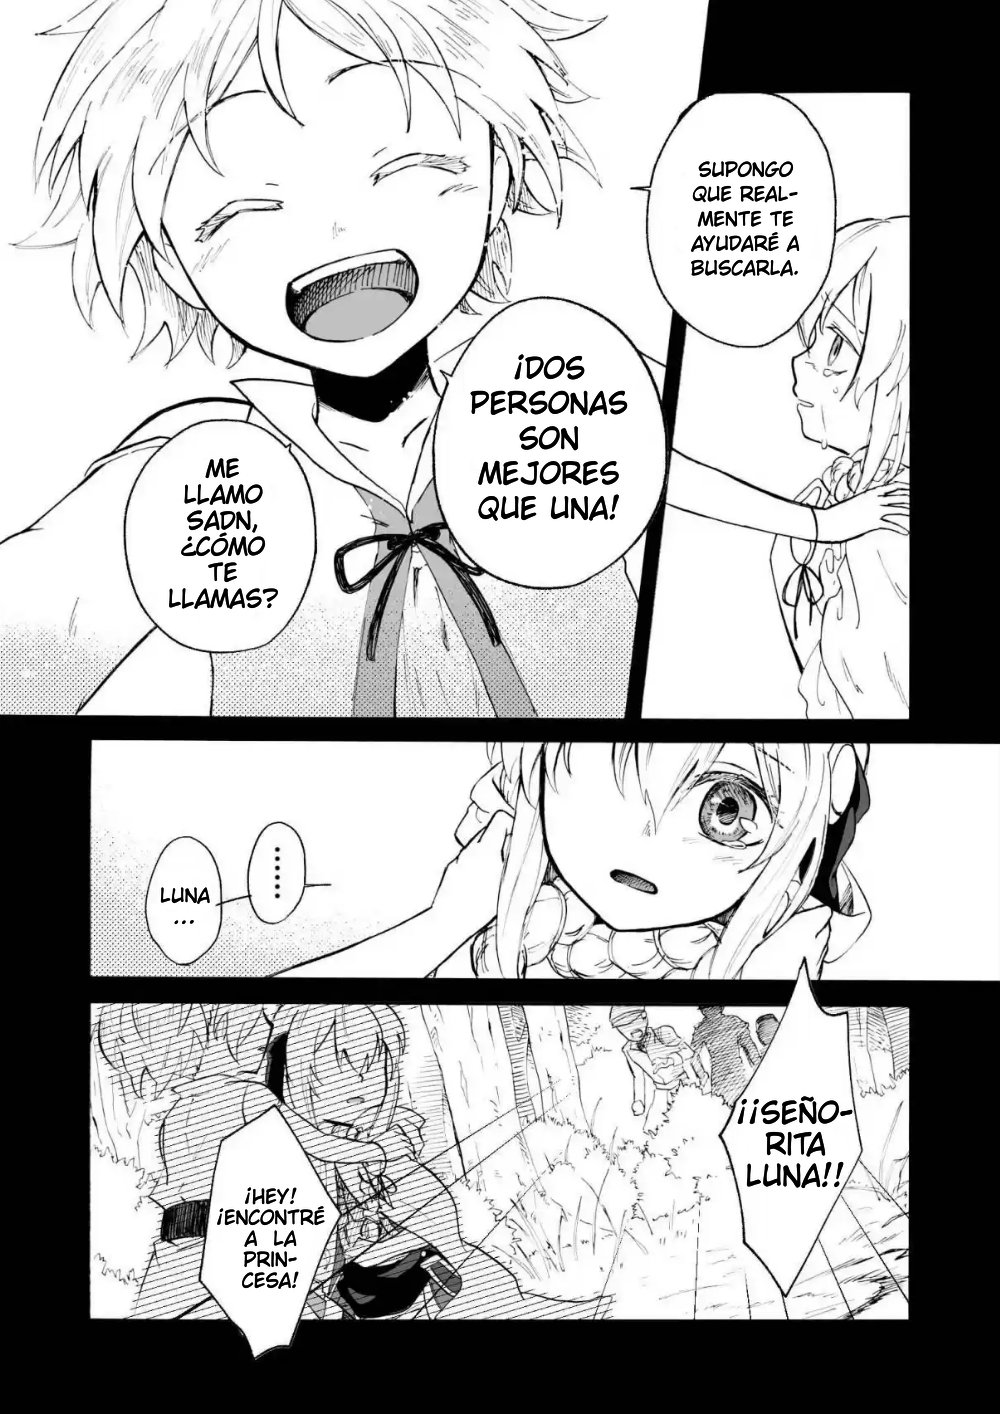 SUPONGO
QUE REAL-
MENTE TE
AYUDARÉ A
BUSCARLA.
¡DOS
PERSONAS
SON
MEJORES
QUE UNA!
ME
LLAMO
SADN,
¿CÓMO
TE
LLAMAS?
......
LUNA
...
¡¡SEÑO-
RITA
LUNA!!
¡HEY!
¡ENCONTRÉ
A LA
PRIN-
CESA!